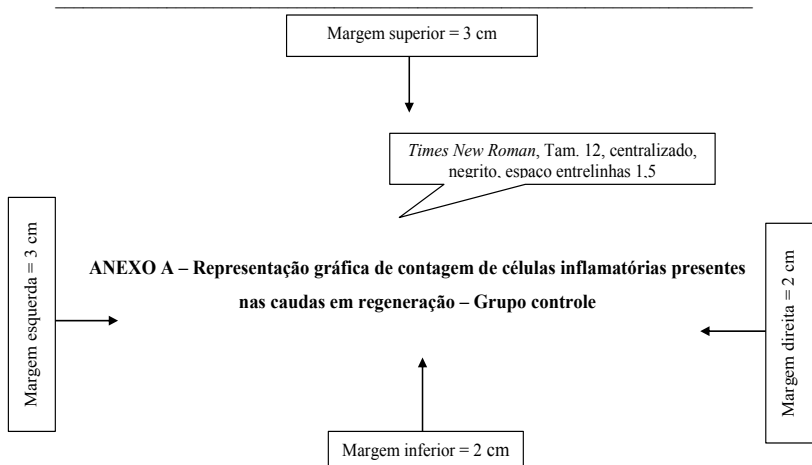 Margem superior = 3 cm
Times New Roman, Tam. 12, centralizado,
negrito, espaço entrelinhas 1,5
Margem esquerda = 3 cm
ANEXO A – Representação gráfica de contagem de células inflamatórias presentes
nas caudas em regeneração – Grupo controle
Margem direita = 2 cm
Margem inferior = 2 cm